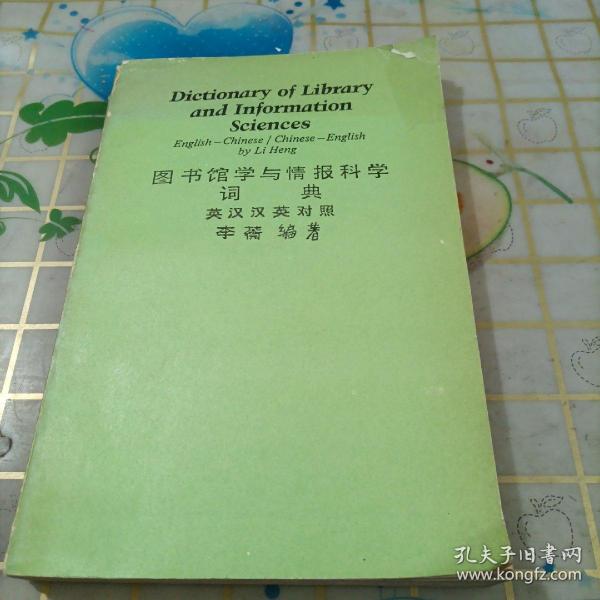 Dictionary of Library
and Information
Sciences
English—Chinese / Chinese—English
by Li Heng
图书馆学与情报科学
词典
英汉汉英对照
李蘅 编著
孔夫子旧书网
www.kongfz.com